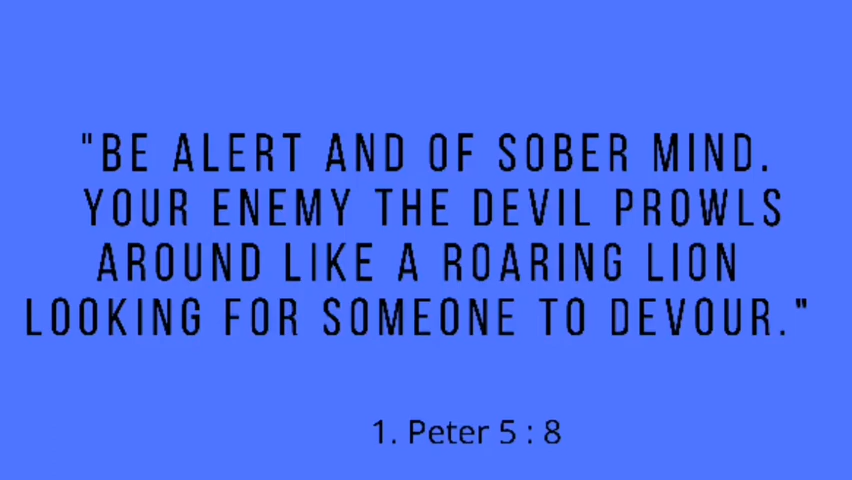 "BE ALERT AND OF SOBER MIND.
YOUR ENEMY THE DEVIL PROWLS
AROUND LIKE A ROARING LION
LOOKING FOR SOMEONE TO DEVOUR."
1. Peter 5 : 8